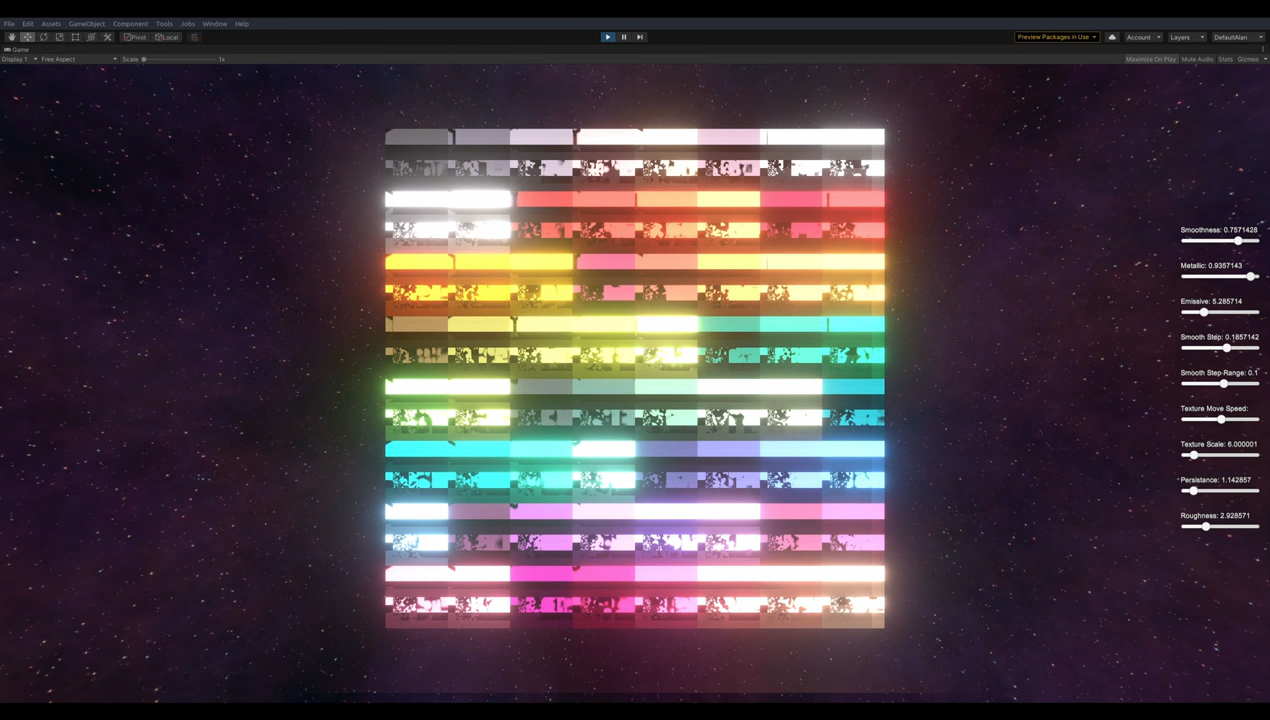 File Edit Assets GameObject Component Tools Jobs Window Help
Pivot Local Preview Packages in Use Account Layers DefaultAlan
Game
Display 1 Free Aspect Scale 1x Maximize On Play Mute Audio Stats Gizmos
Smoothness: 0.7571428
Metallic: 0.9357143
Emissive: 5.285714
Smooth Step: 0.1857142
Smooth Step Range: 0.1
Texture Move Speed:
Texture Scale: 6.000001
Persistance: 1.142857
Roughness: 2.928571